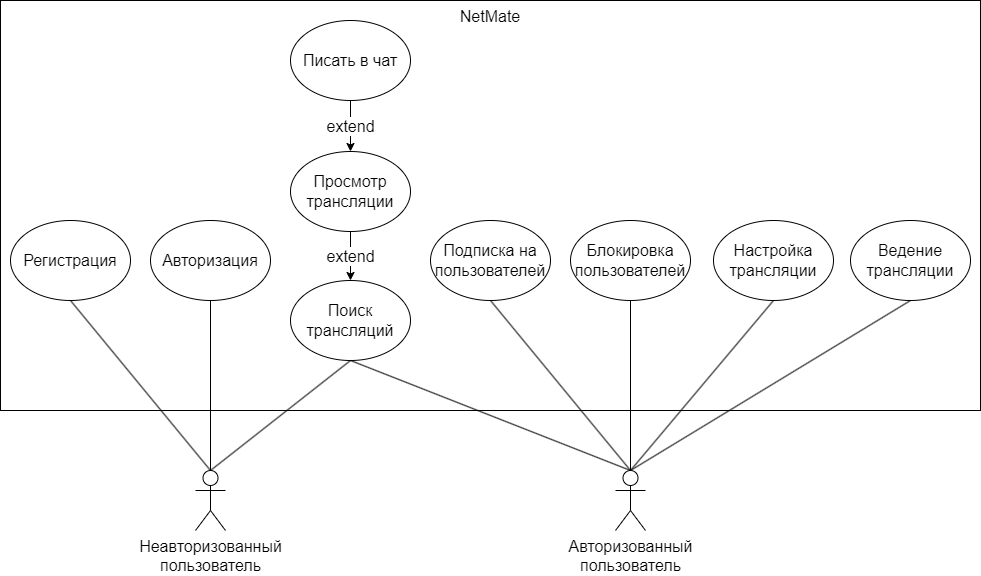 NetMate
Писать в чат
extend
Просмотр
трансляции
extend
Поиск
трансляций
Регистрация
Авторизация
Подписка на
пользователей
Блокировка
пользователей
Настройка
трансляции
Ведение
трансляции
Неавторизованный
пользователь
Авторизованный
пользователь